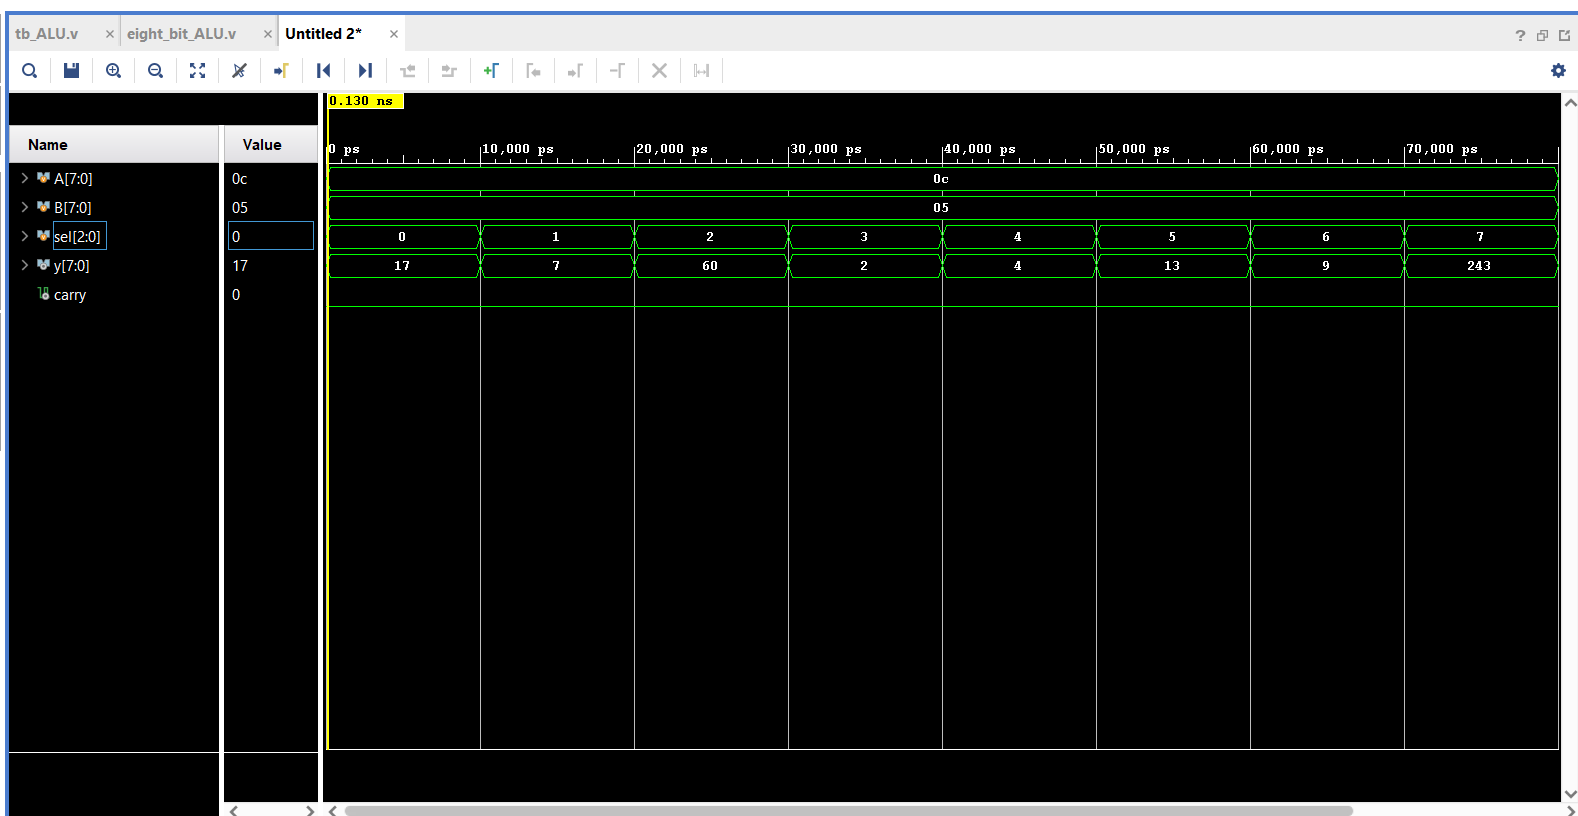 tb_ALU.v × eight_bit_ALU.v × Untitled 2* ×
?
0.130 ns
Name Value
0 ps 10,000 ps 20,000 ps 30,000 ps 40,000 ps 50,000 ps 60,000 ps 70,000 ps
A[7:0] 0c 0c
B[7:0] 05 05
sel[2:0] 0 0 1 2 3 4 5 6 7
y[7:0] 17 17 7 60 2 4 13 9 243
carry 0